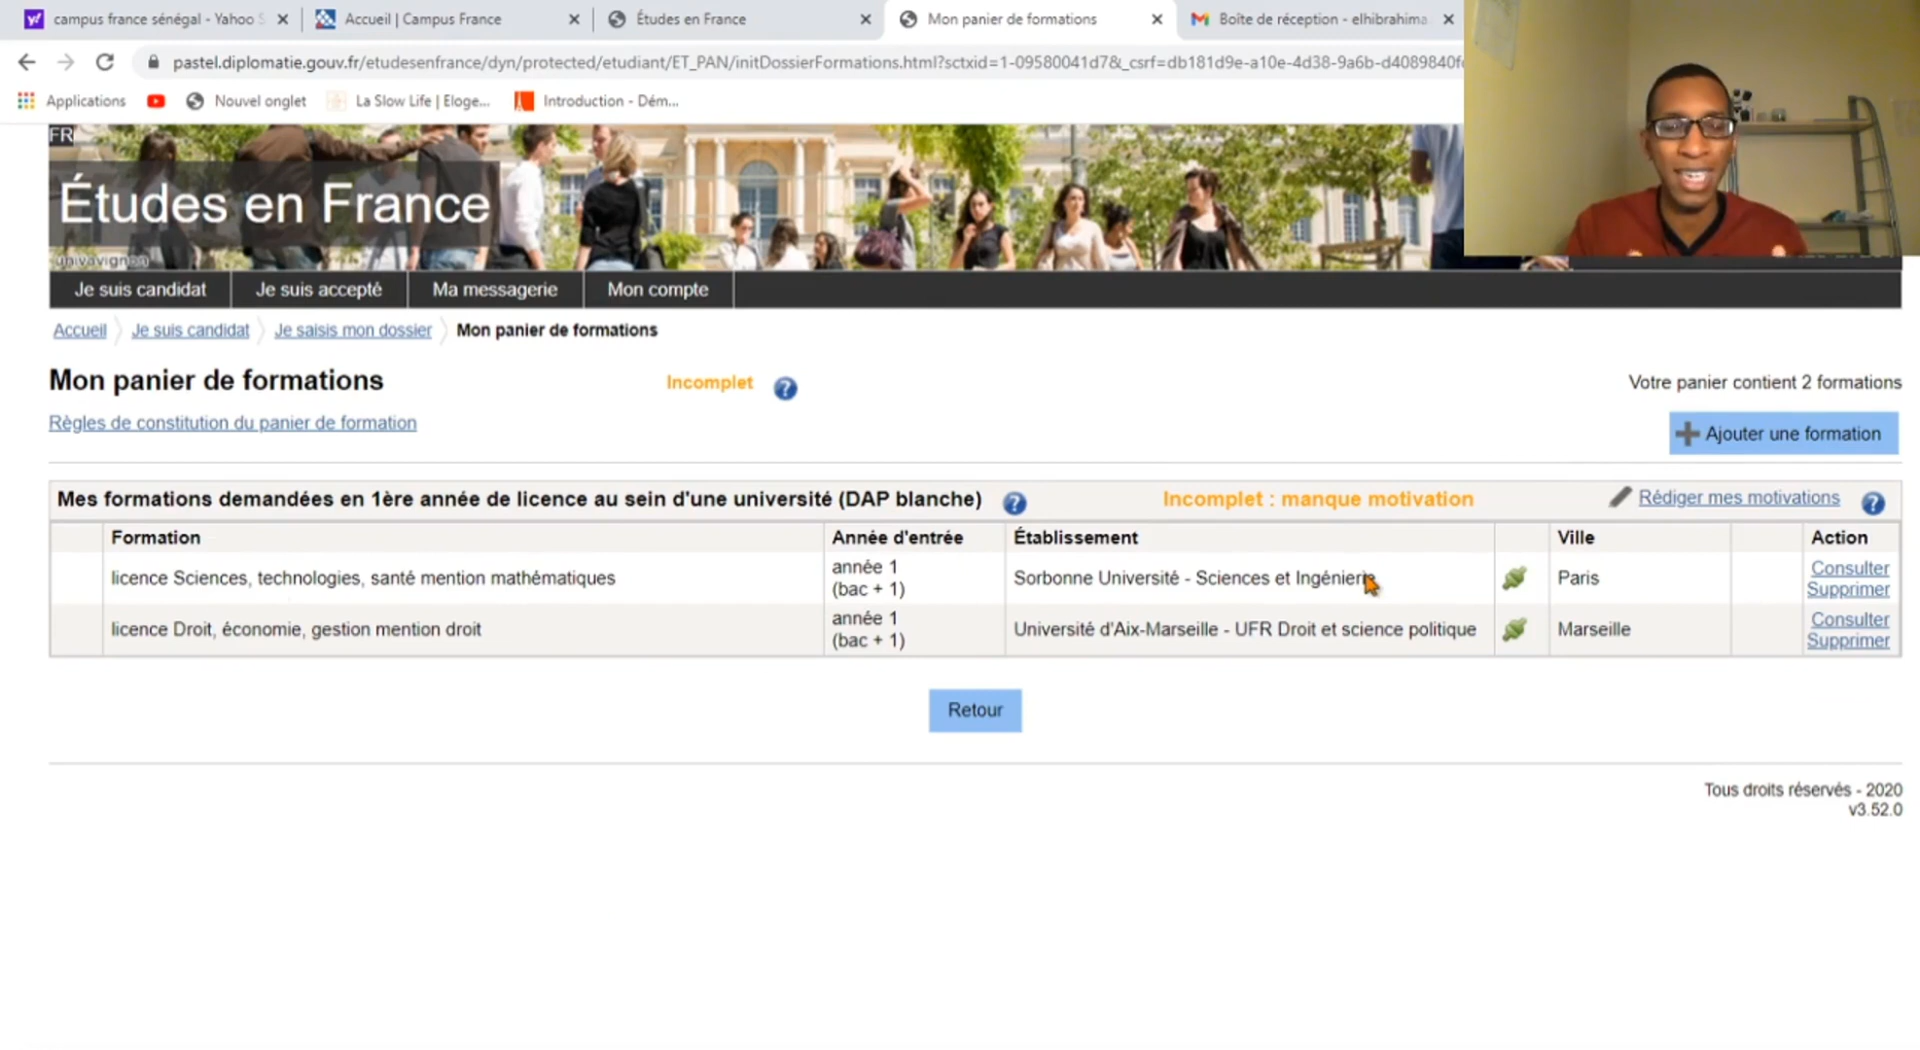 campus france sénégal - Yahoo S
Accueil | Campus France
Études en France
Mon panier de formations
Boîte de réception - elhibrahima
pastel.diplomatie.gouv.fr/etudesenfrance/dyn/protected/etudiant/ET_PAN/initDossierFormations.html?sctxid=1-09580041d7&_csrf=db181d9e-a10e-4d38-9a6b-d4089840f
Applications
Nouvel onglet
La Slow Life | Eloge...
Introduction - Dém...
FR
Études en France
univavignon
Je suis candidat
Je suis accepté
Ma messagerie
Mon compte
Accueil Je suis candidat Je saisis mon dossier Mon panier de formations
Mon panier de formations
Incomplet ?
Votre panier contient 2 formations
Règles de constitution du panier de formation
Ajouter une formation
Mes formations demandées en 1ère année de licence au sein d'une université (DAP blanche) ?
Incomplet : manque motivation
Rédiger mes motivations ?
Formation
Année d'entrée
Établissement
Ville
Action
licence Sciences, technologies, santé mention mathématiques
année 1
(bac + 1)
Sorbonne Université - Sciences et Ingénierie
Paris
Consulter
Supprimer
licence Droit, économie, gestion mention droit
année 1
(bac + 1)
Université d'Aix-Marseille - UFR Droit et science politique
Marseille
Consulter
Supprimer
Retour
Tous droits réservés - 2020
v3.52.0